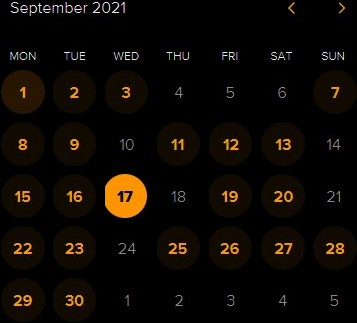 September 2021
MON TUE WED THU FRI SAT SUN
1 2 3 4 5 6 7
8 9 10 11 12 13 14
15 16 17 18 19 20 21
22 23 24 25 26 27 28
29 30 1 2 3 4 5